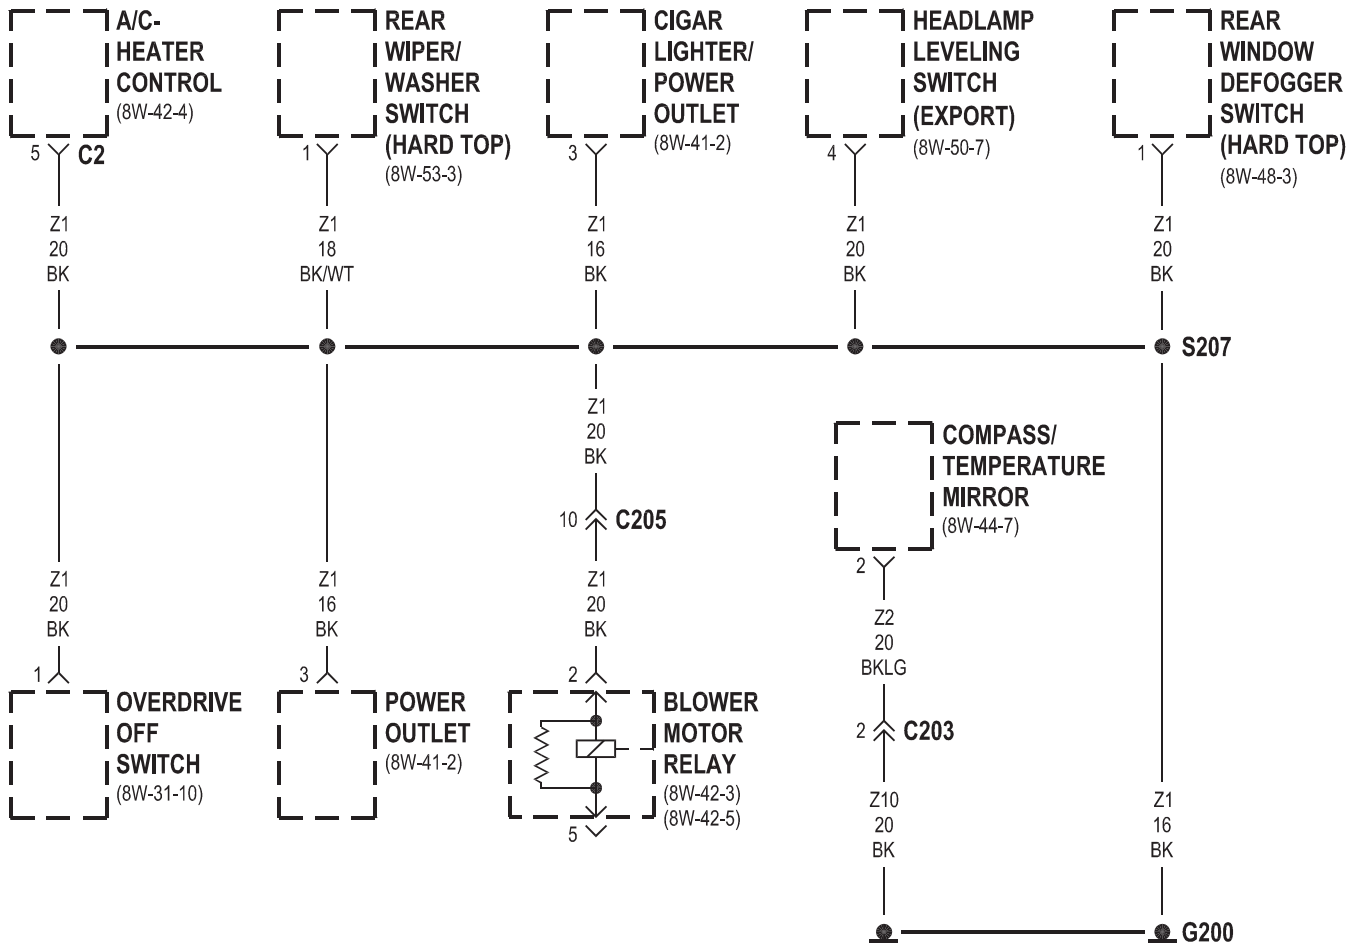 A/C-
HEATER
CONTROL
(8W-42-4)
5
C2
REAR
WIPER/
WASHER
SWITCH
(HARD TOP)
(8W-53-3)
1
CIGAR
LIGHTER/
POWER
OUTLET
(8W-41-2)
3
HEADLAMP
LEVELING
SWITCH
(EXPORT)
(8W-50-7)
4
REAR
WINDOW
DEFOGGER
SWITCH
(HARD TOP)
(8W-48-3)
1
Z1
20
BK
Z1
18
BK/WT
Z1
16
BK
Z1
20
BK
Z1
20
BK
S207
Z1
20
BK
10
C205
COMPASS/
TEMPERATURE
MIRROR
(8W-44-7)
2
Z1
20
BK
Z1
16
BK
Z1
20
BK
Z2
20
BKLG
1
OVERDRIVE
OFF
SWITCH
(8W-31-10)
3
POWER
OUTLET
(8W-41-2)
2
BLOWER
MOTOR
RELAY
(8W-42-3)
(8W-42-5)
5
2
C203
Z10
20
BK
Z1
16
BK
G200